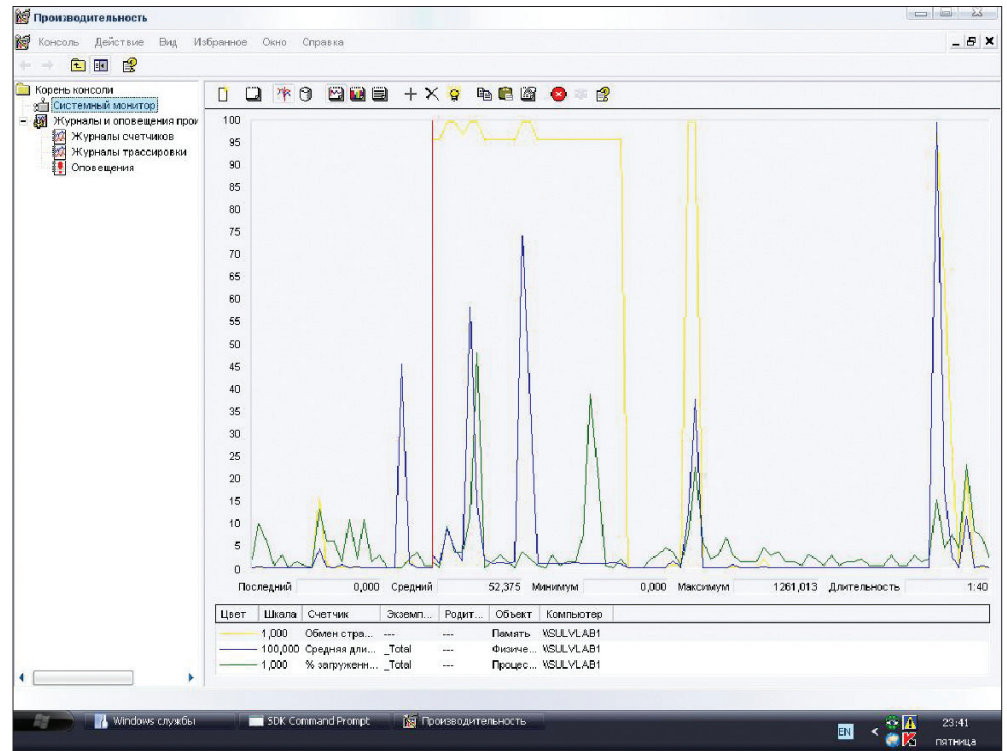 Производительность
Консоль Действие Вид Избранное Окно Справка
Корень консоли
Системный монитор
Журналы и оповещения прои
Журналы счетчиков
Журналы трассировки
Оповещения
100
95
90
85
80
75
70
65
60
55
50
45
40
35
30
25
20
15
10
5
0
Последний 0,000 Средний 52,375 Минимум 0,000 Максимум 1261,013 Длительность 1:40
Цвет Шкала Счетчик Экземп... Родит... Объект Компьютер
1,000 Обмен стра... --- --- Память \\SULVLAB1
100,000 Средняя дли... _Total --- Физиче... \\SULVLAB1
1,000 % загруженн... _Total --- Процес... \\SULVLAB1
Windows службы SDK Command Prompt Производительность EN 23:41
пятница